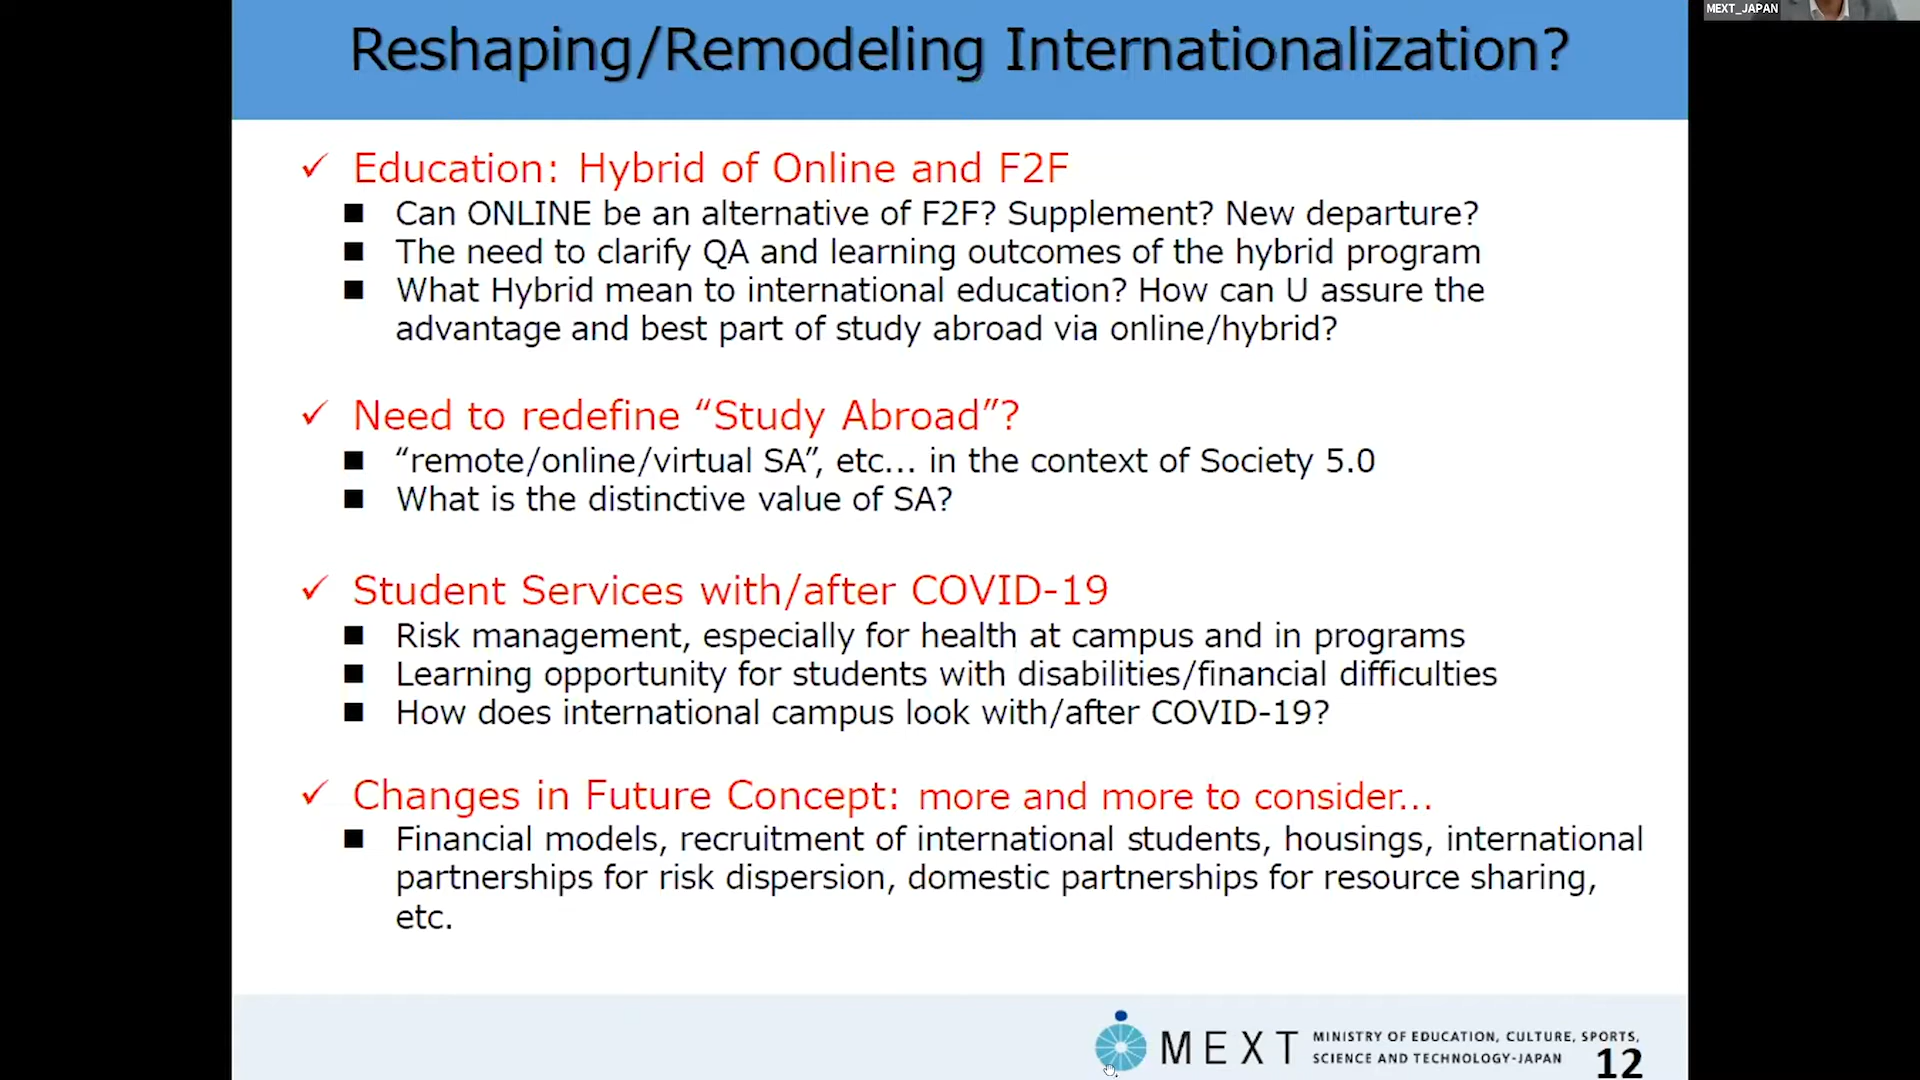 MEXT_JAPAN
Reshaping/Remodeling Internationalization?
✓ Education: Hybrid of Online and F2F
■ Can ONLINE be an alternative of F2F? Supplement? New departure?
■ The need to clarify QA and learning outcomes of the hybrid program
■ What Hybrid mean to international education? How can U assure the
advantage and best part of study abroad via online/hybrid?
✓ Need to redefine “Study Abroad”?
■ “remote/online/virtual SA”, etc... in the context of Society 5.0
■ What is the distinctive value of SA?
✓ Student Services with/after COVID-19
■ Risk management, especially for health at campus and in programs
■ Learning opportunity for students with disabilities/financial difficulties
■ How does international campus look with/after COVID-19?
✓ Changes in Future Concept: more and more to consider...
■ Financial models, recruitment of international students, housings, international
partnerships for risk dispersion, domestic partnerships for resource sharing,
etc.
MEXT MINISTRY OF EDUCATION, CULTURE, SPORTS,
SCIENCE AND TECHNOLOGY-JAPAN
12